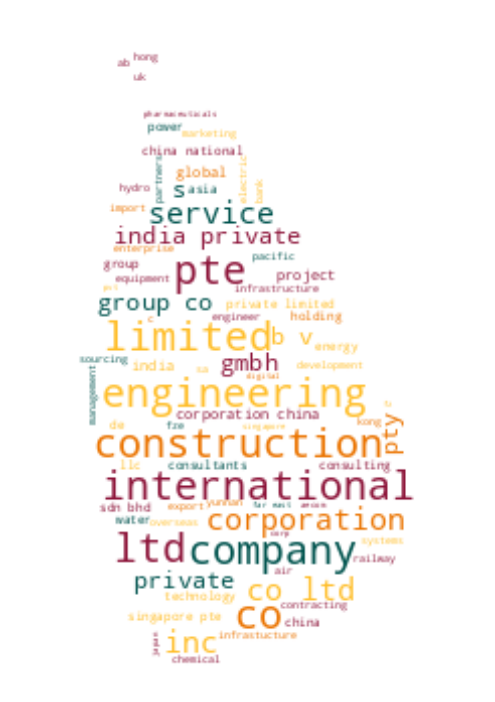 hong
ab
uk
pharmaceuticals
power
marketing
china national
partners
electric
global
bank
hydro
s
asia
import
service
india private
enterprise
pacific
group
pte
project
equipment
infrastructure
group co
private limited
c
engineer
holding
limited
b v
energy
sourcing
india
sa
gmbh
development
digital
management
engineering
corporation china
de
fze
singapore
kong
pty
construction
llc
consultants
consulting
international
sdn bhd
export
yunnan
far east
aecom
water
overseas
corporation
corp
systems
ltd
company
railway
air
private
technology
co ltd
contracting
singapore pte
co
china
japan
inc
infrastucture
chemical